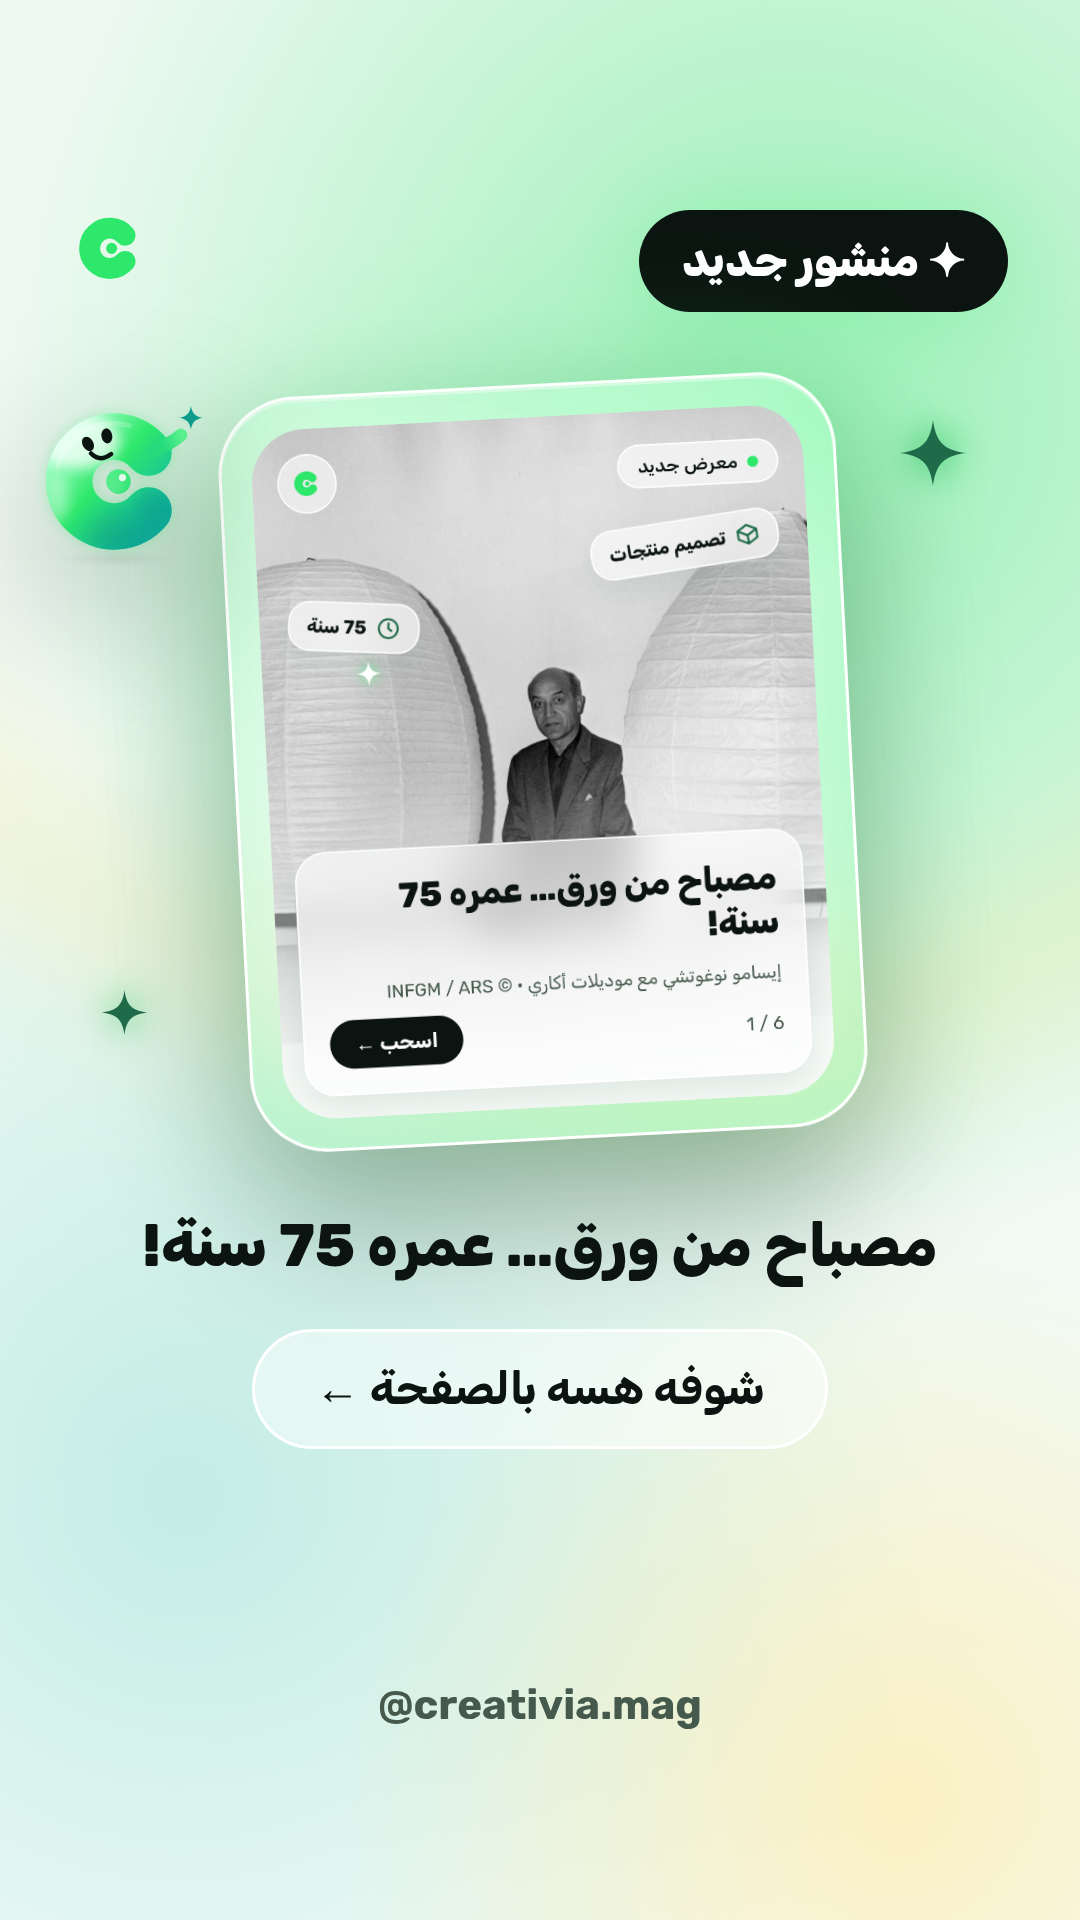 ✦ منشور جديد
معرض جديد
تصميم منتجات
75 سنة
مصباح من ورق... عمره 75
سنة!
إيسامو نوغوتشي مع موديلات أكاري • © INFGM / ARS
1 / 6
اسحب ←
مصباح من ورق... عمره 75 سنة!
شوفه هسه بالصفحة ←
@creativia.mag